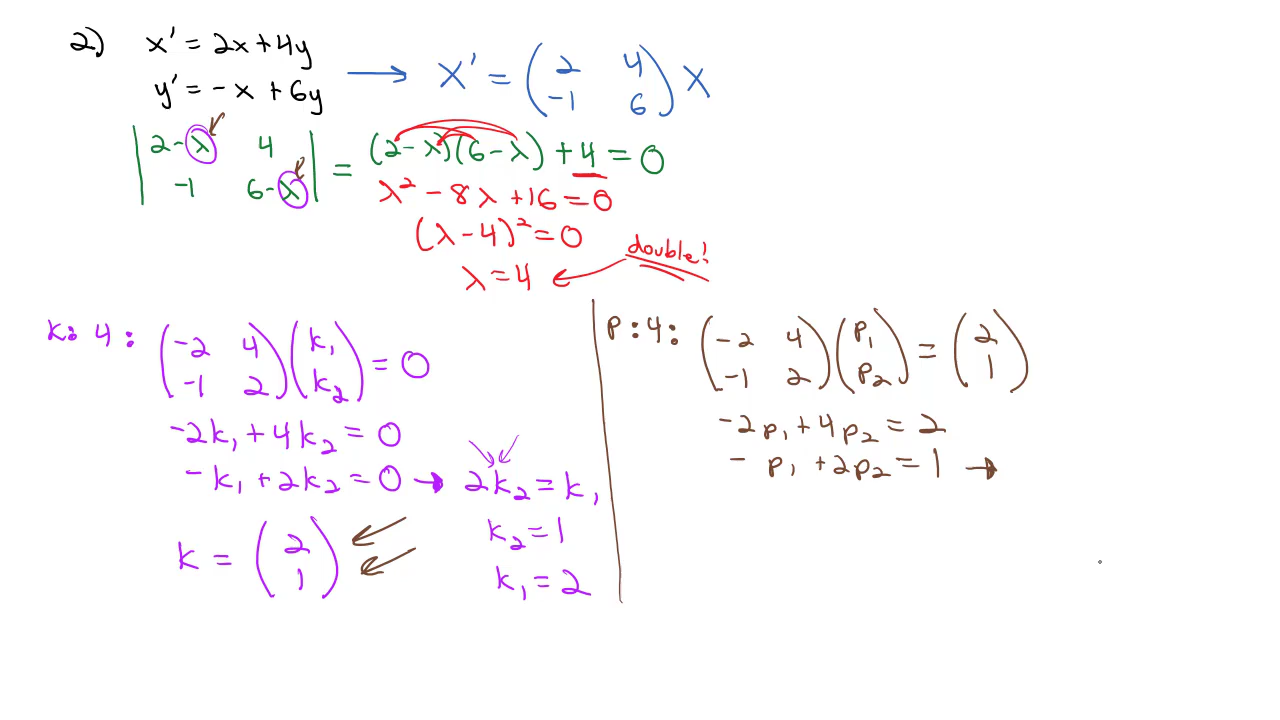 2) x' = 2x + 4y
y' = -x + 6y
→ X' = (2 4; -1 6) X
|2-λ 4; -1 6-λ| = (2-λ)(6-λ) + 4 = 0
λ² - 8λ + 16 = 0
(λ - 4)² = 0
λ = 4 ← double!
k: 4: (-2 4; -1 2)(k₁; k₂) = 0
-2k₁ + 4k₂ = 0
-k₁ + 2k₂ = 0 → 2k₂ = k₁
k₂ = 1
k = (2; 1)
k₁ = 2
p: 4: (-2 4; -1 2)(p₁; p₂) = (2; 1)
-2p₁ + 4p₂ = 2
- p₁ + 2p₂ = 1 →